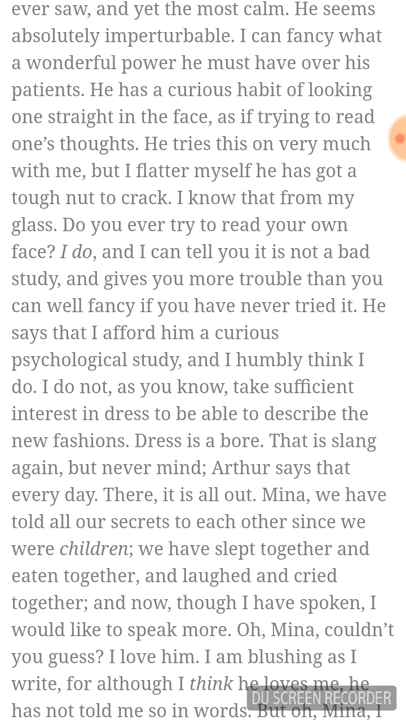 ever saw, and yet the most calm. He seems
absolutely imperturbable. I can fancy what
a wonderful power he must have over his
patients. He has a curious habit of looking
one straight in the face, as if trying to read
one’s thoughts. He tries this on very much
with me, but I flatter myself he has got a
tough nut to crack. I know that from my
glass. Do you ever try to read your own
face? I do, and I can tell you it is not a bad
study, and gives you more trouble than you
can well fancy if you have never tried it. He
says that I afford him a curious
psychological study, and I humbly think I
do. I do not, as you know, take sufficient
interest in dress to be able to describe the
new fashions. Dress is a bore. That is slang
again, but never mind; Arthur says that
every day. There, it is all out. Mina, we have
told all our secrets to each other since we
were children; we have slept together and
eaten together, and laughed and cried
together; and now, though I have spoken, I
would like to speak more. Oh, Mina, couldn’t
you guess? I love him. I am blushing as I
write, for although I think he loves me, he
has not told me so in words. But oh, Mina, I
DU SCREEN RECORDER